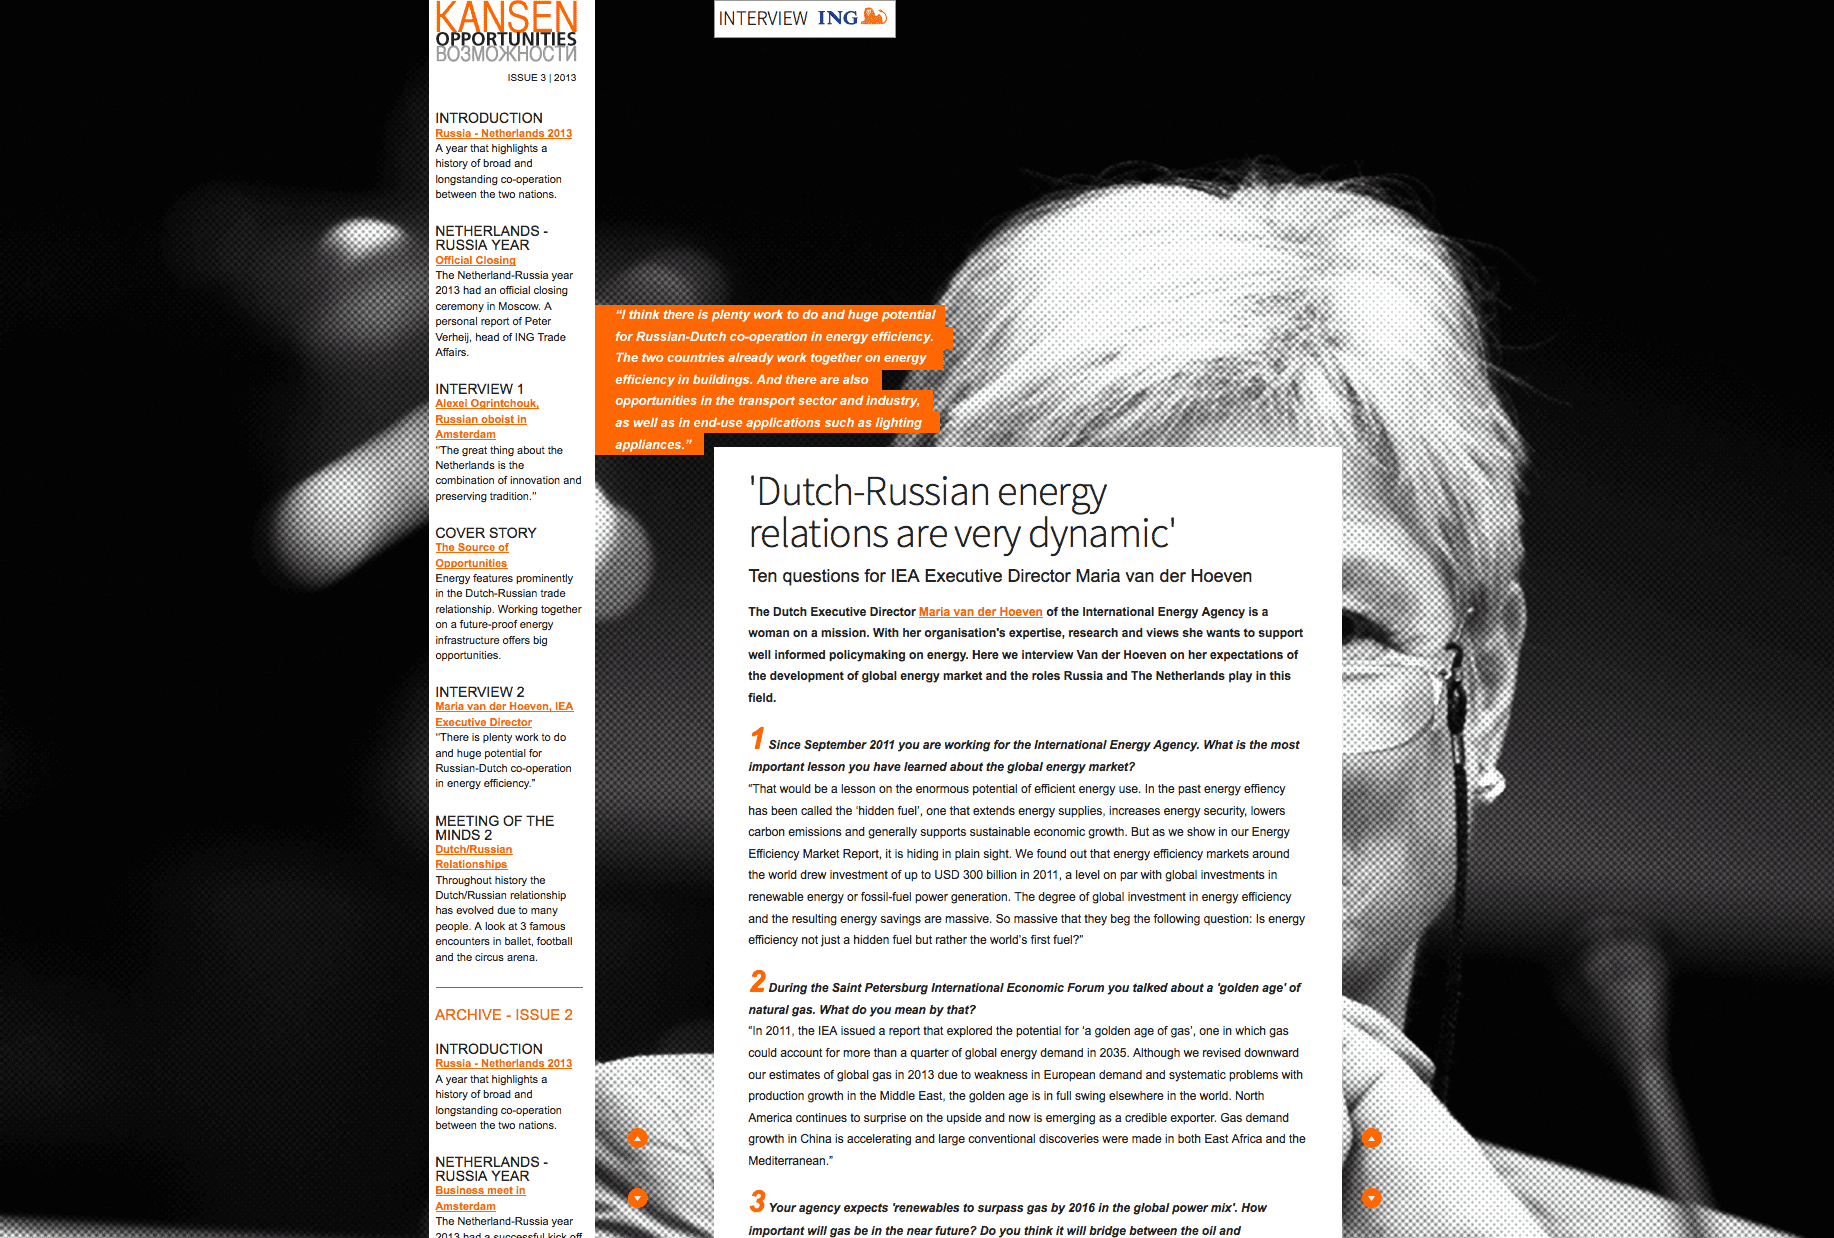 KANSEN
OPPORTUNITIES
ВОЗМОЖНОСТИ
ISSUE 3 | 2013
INTRODUCTION
Russia - Netherlands 2013
A year that highlights a
history of broad and
longstanding co-operation
between the two nations.
NETHERLANDS -
RUSSIA YEAR
Official Closing
The Netherland-Russia year
2013 had an official closing
ceremony in Moscow. A
personal report of Peter
Verheij, head of ING Trade
Affairs.
INTERVIEW 1
Alexei Ogrintchouk,
Russian oboist in
Amsterdam
"The great thing about the
Netherlands is the
combination of innovation and
preserving tradition."
COVER STORY
The Source of
Opportunities
Energy features prominently
in the Dutch-Russian trade
relationship. Working together
on a future-proof energy
infrastructure offers big
opportunities.
INTERVIEW 2
Maria van der Hoeven, IEA
Executive Director
"There is plenty work to do
and huge potential for
Russian-Dutch co-operation
in energy efficiency."
MEETING OF THE
MINDS 2
Dutch/Russian
Relationships
Throughout history the
Dutch/Russian relationship
has evolved due to many
people. A look at 3 famous
encounters in ballet, football
and the circus arena.
ARCHIVE - ISSUE 2
INTRODUCTION
Russia - Netherlands 2013
A year that highlights a
history of broad and
longstanding co-operation
between the two nations.
NETHERLANDS -
RUSSIA YEAR
Business meet in
Amsterdam
The Netherland-Russia year
2013 had a successful kick off
INTERVIEW ING
“I think there is plenty work to do and huge potential
for Russian-Dutch co-operation in energy efficiency.
The two countries already work together on energy
efficiency in buildings. And there are also
opportunities in the transport sector and industry,
as well as in end-use applications such as lighting
appliances.”
'Dutch-Russian energy
relations are very dynamic'
Ten questions for IEA Executive Director Maria van der Hoeven
The Dutch Executive Director Maria van der Hoeven of the International Energy Agency is a
woman on a mission. With her organisation's expertise, research and views she wants to support
well informed policymaking on energy. Here we interview Van der Hoeven on her expectations of
the development of global energy market and the roles Russia and The Netherlands play in this
field.
1 Since September 2011 you are working for the International Energy Agency. What is the most
important lesson you have learned about the global energy market?
“That would be a lesson on the enormous potential of efficient energy use. In the past energy effiency
has been called the ‘hidden fuel’, one that extends energy supplies, increases energy security, lowers
carbon emissions and generally supports sustainable economic growth. But as we show in our Energy
Efficiency Market Report, it is hiding in plain sight. We found out that energy efficiency markets around
the world drew investment of up to USD 300 billion in 2011, a level on par with global investments in
renewable energy or fossil-fuel power generation. The degree of global investment in energy efficiency
and the resulting energy savings are massive. So massive that they beg the following question: Is energy
efficiency not just a hidden fuel but rather the world’s first fuel?”
2 During the Saint Petersburg International Economic Forum you talked about a 'golden age' of
natural gas. What do you mean by that?
“In 2011, the IEA issued a report that explored the potential for ‘a golden age of gas’, one in which gas
could account for more than a quarter of global energy demand in 2035. Although we revised downward
our estimates of global gas in 2013 due to weakness in European demand and systematic problems with
production growth in the Middle East, the golden age is in full swing elsewhere in the world. North
America continues to surprise on the upside and now is emerging as a credible exporter. Gas demand
growth in China is accelerating and large conventional discoveries were made in both East Africa and the
Mediterranean.”
3 Your agency expects 'renewables to surpass gas by 2016 in the global power mix'. How
important will gas be in the near future? Do you think it will bridge between the oil and